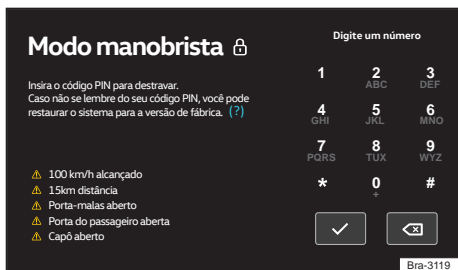 Modo manobrista
Insira o código PIN para destravar.
Caso não se lembre do seu código PIN, você pode
restaurar o sistema para a versão de fábrica. (?)
100 km/h alcançado
15km distância
Porta-malas aberto
Porta do passageiro aberta
Capô aberto
Digite um número
1 2 3
ABC DEF
4 5 6
GHI JKL MNO
7 8 9
PQRS TUX WYZ
* 0 #
+
Bra-3119